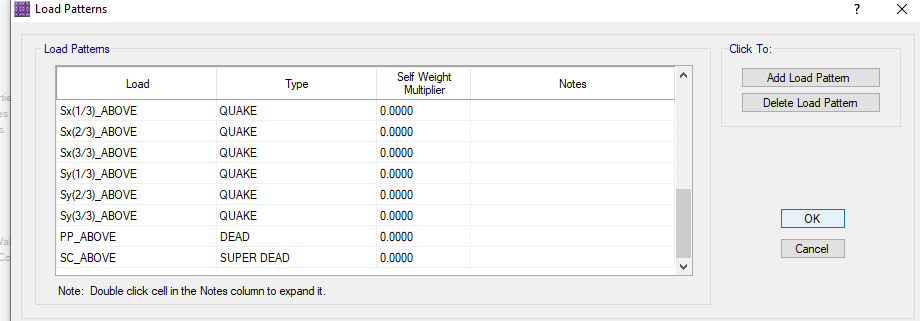 Load Patterns
?
Load Patterns
Click To:
Load Type Self Weight Multiplier Notes
Sx(1/3)_ABOVE QUAKE 0.0000
Sx(2/3)_ABOVE QUAKE 0.0000
Sx(3/3)_ABOVE QUAKE 0.0000
Sy(1/3)_ABOVE QUAKE 0.0000
Sy(2/3)_ABOVE QUAKE 0.0000
Sy(3/3)_ABOVE QUAKE 0.0000
PP_ABOVE DEAD 0.0000
SC_ABOVE SUPER DEAD 0.0000
Note: Double click cell in the Notes column to expand it.
Add Load Pattern
Delete Load Pattern
OK
Cancel